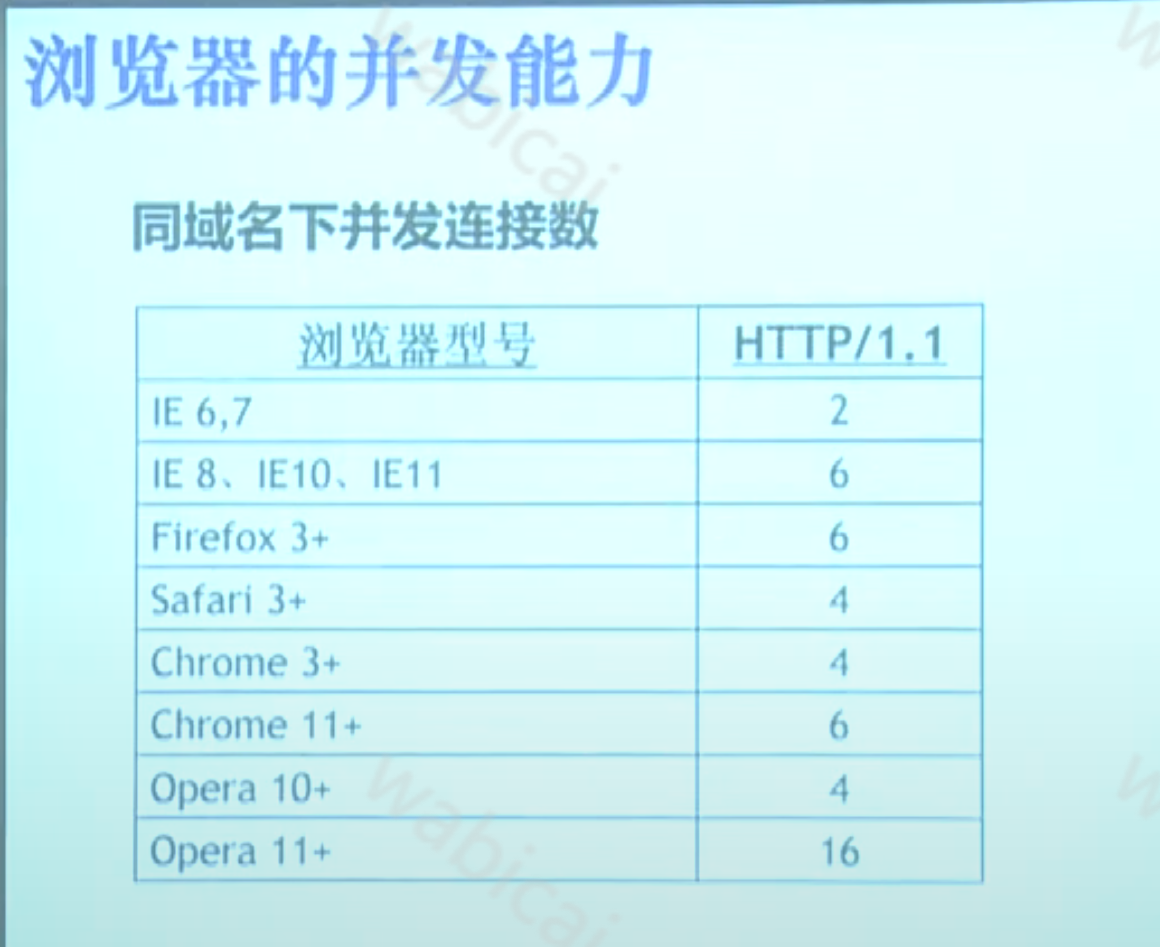 浏览器的并发能力
同域名下并发连接数
浏览器型号 HTTP/1.1
IE 6,7 2
IE 8、IE10、IE11 6
Firefox 3+ 6
Safari 3+ 4
Chrome 3+ 4
Chrome 11+ 6
Opera 10+ 4
Opera 11+ 16
wabicai
wabicai